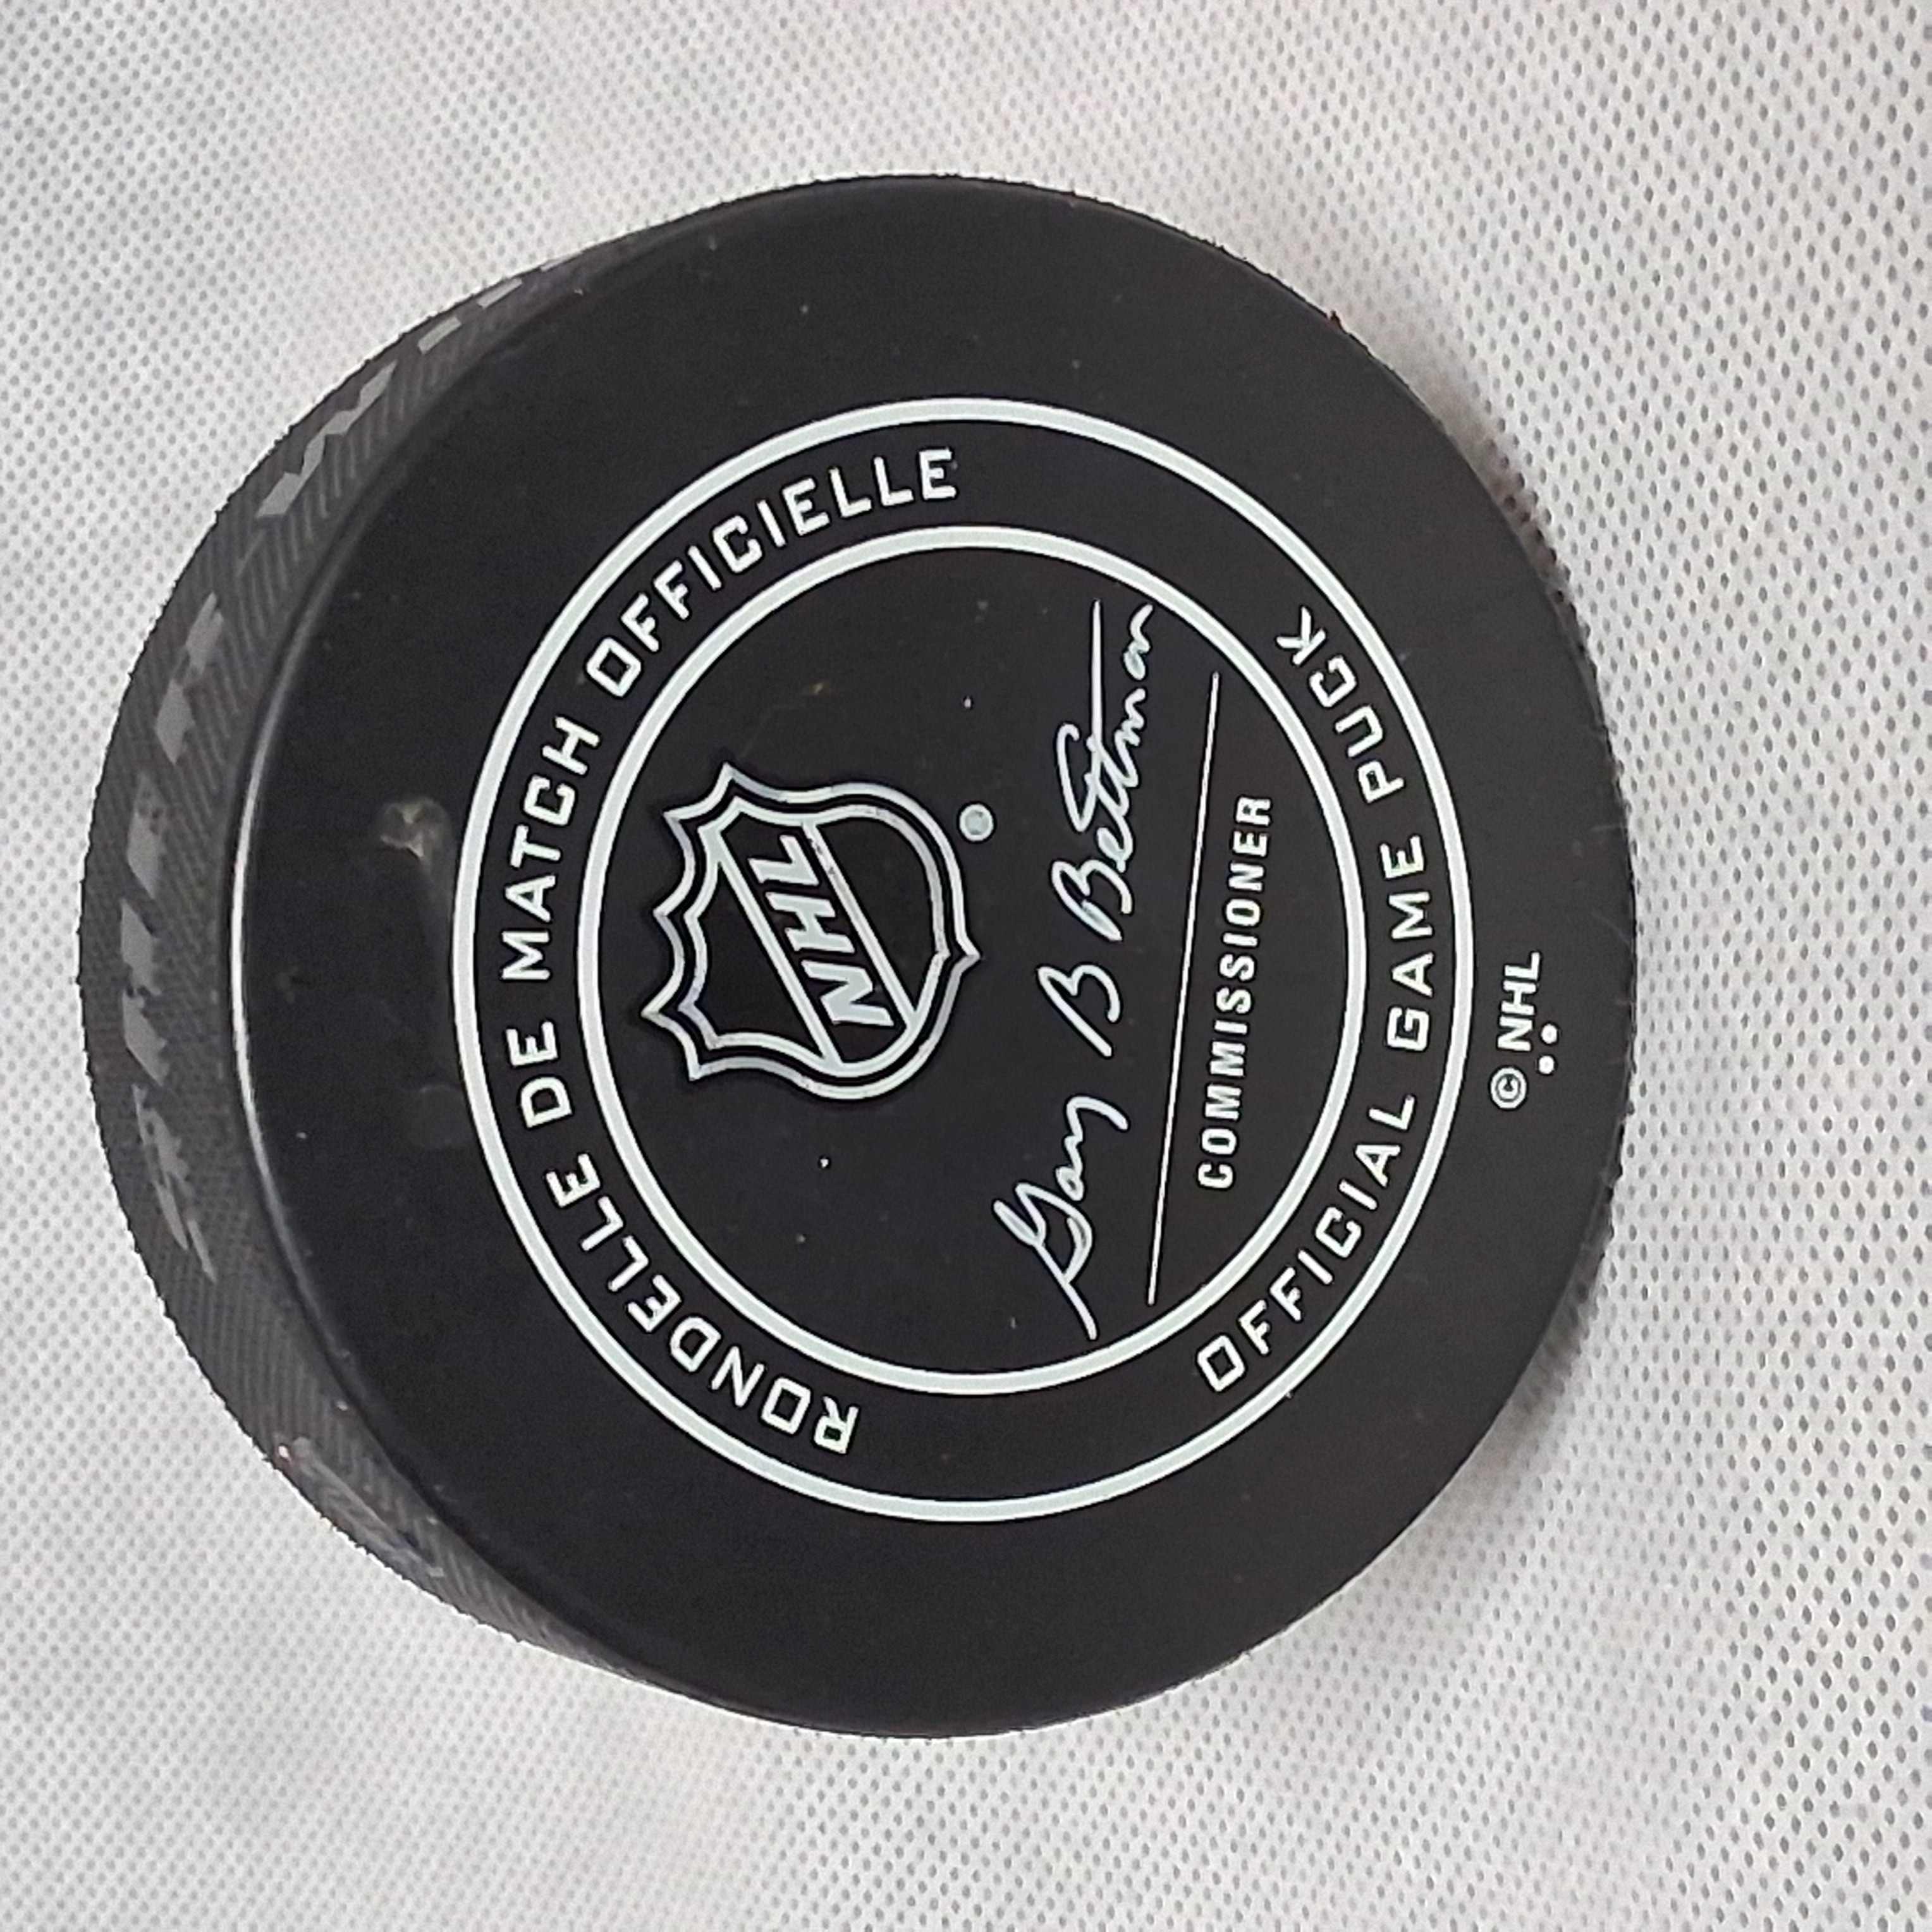 RONDELLE DE MATCH OFFICIELLE
NHL
®
Gary B Bettman
COMMISSIONER
OFFICIAL GAME PUCK
© NHL